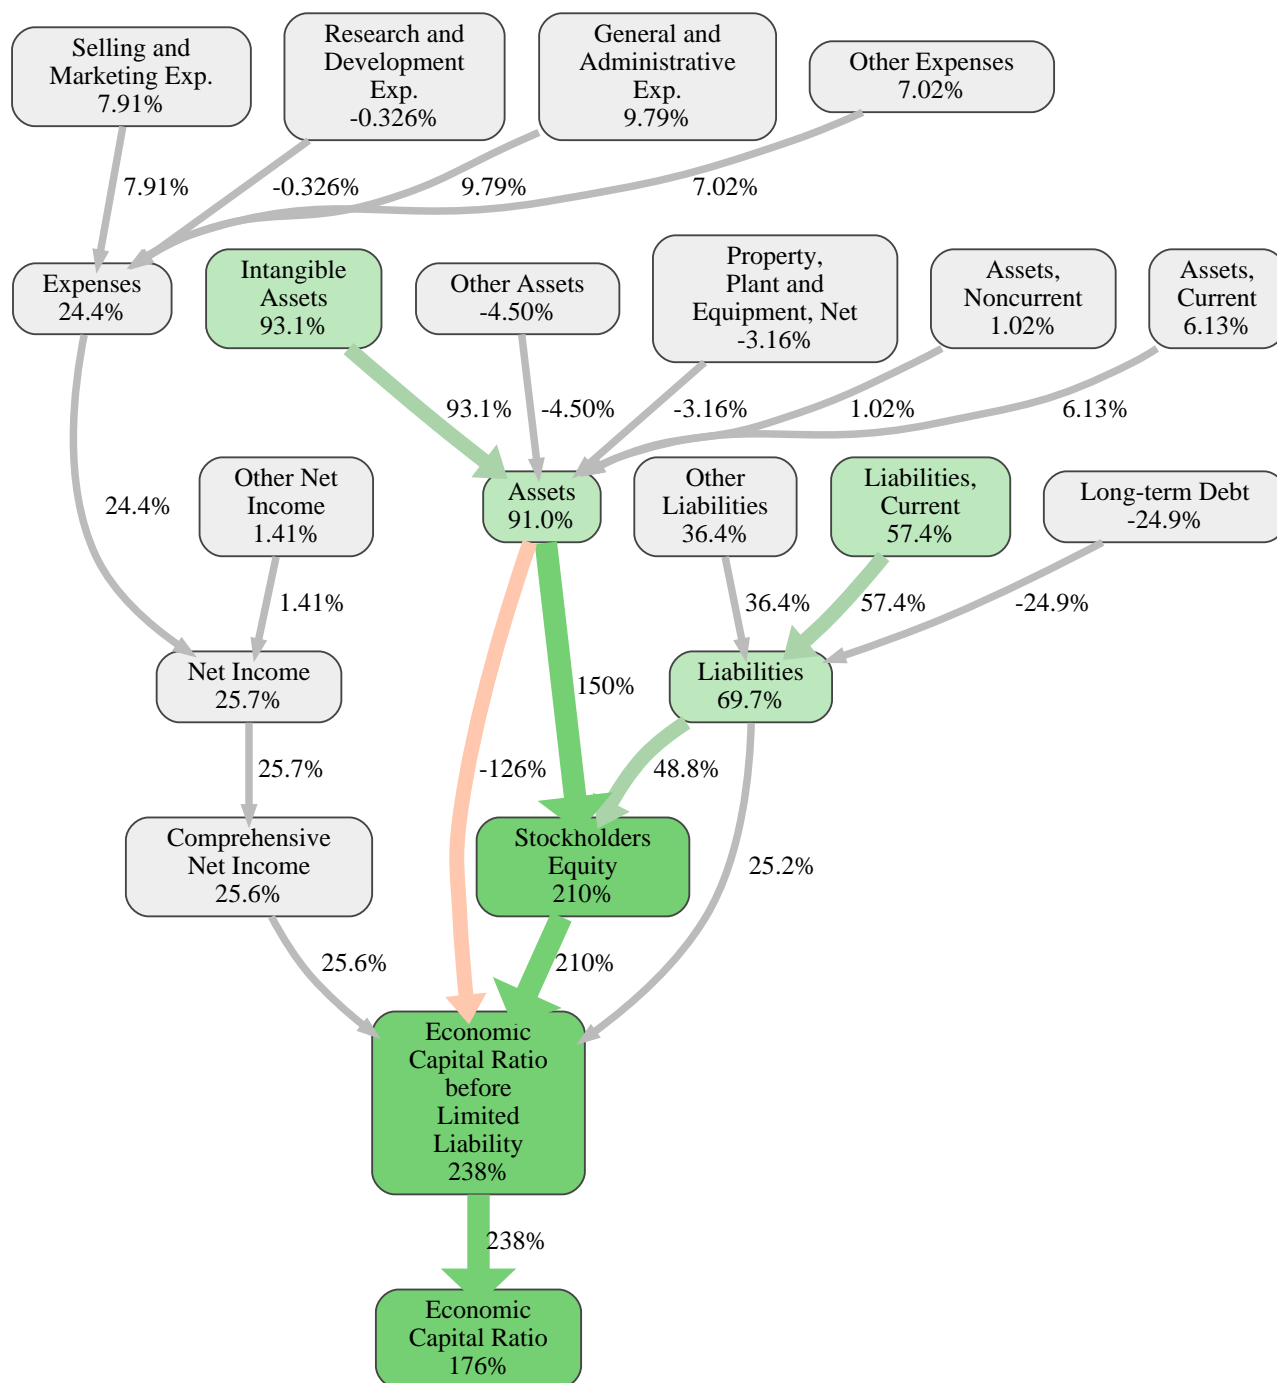 Selling and
Marketing Exp.
7.91%
Research and
Development
Exp.
-0.326%
General and
Administrative
Exp.
9.79%
Other Expenses
7.02%
7.91%
-0.326%
9.79%
7.02%
Expenses
24.4%
Intangible
Assets
93.1%
Other Assets
-4.50%
Property,
Plant and
Equipment, Net
-3.16%
Assets,
Noncurrent
1.02%
Assets,
Current
6.13%
93.1%
-4.50%
-3.16%
1.02%
6.13%
24.4%
Other Net
Income
1.41%
Assets
91.0%
Other
Liabilities
36.4%
Liabilities,
Current
57.4%
Long-term Debt
-24.9%
1.41%
36.4%
57.4%
-24.9%
Net Income
25.7%
150%
Liabilities
69.7%
25.7%
-126%
48.8%
Comprehensive
Net Income
25.6%
Stockholders
Equity
210%
25.2%
25.6%
210%
Economic
Capital Ratio
before
Limited
Liability
238%
238%
Economic
Capital Ratio
176%